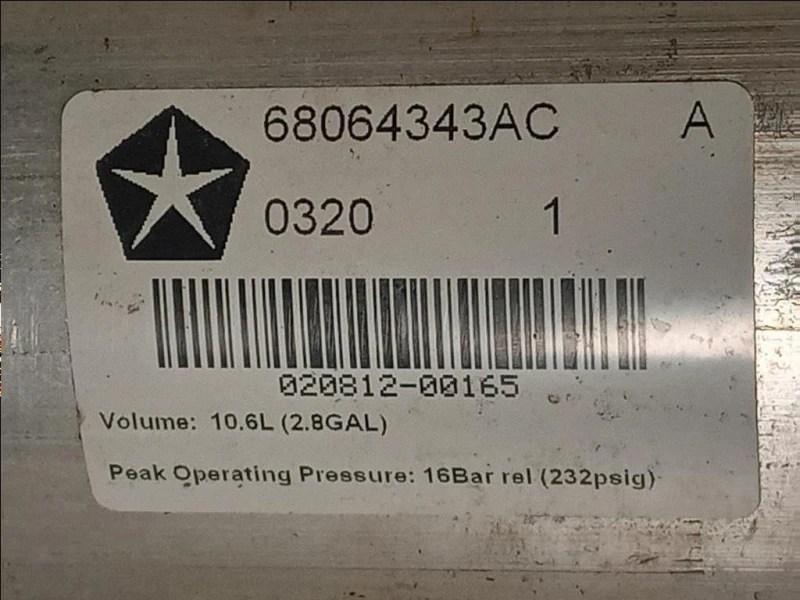 68064343AC A
0320 1
020812-00165
Volume: 10.6L (2.8GAL)
Peak Operating Pressure: 16Bar rel (232psig)